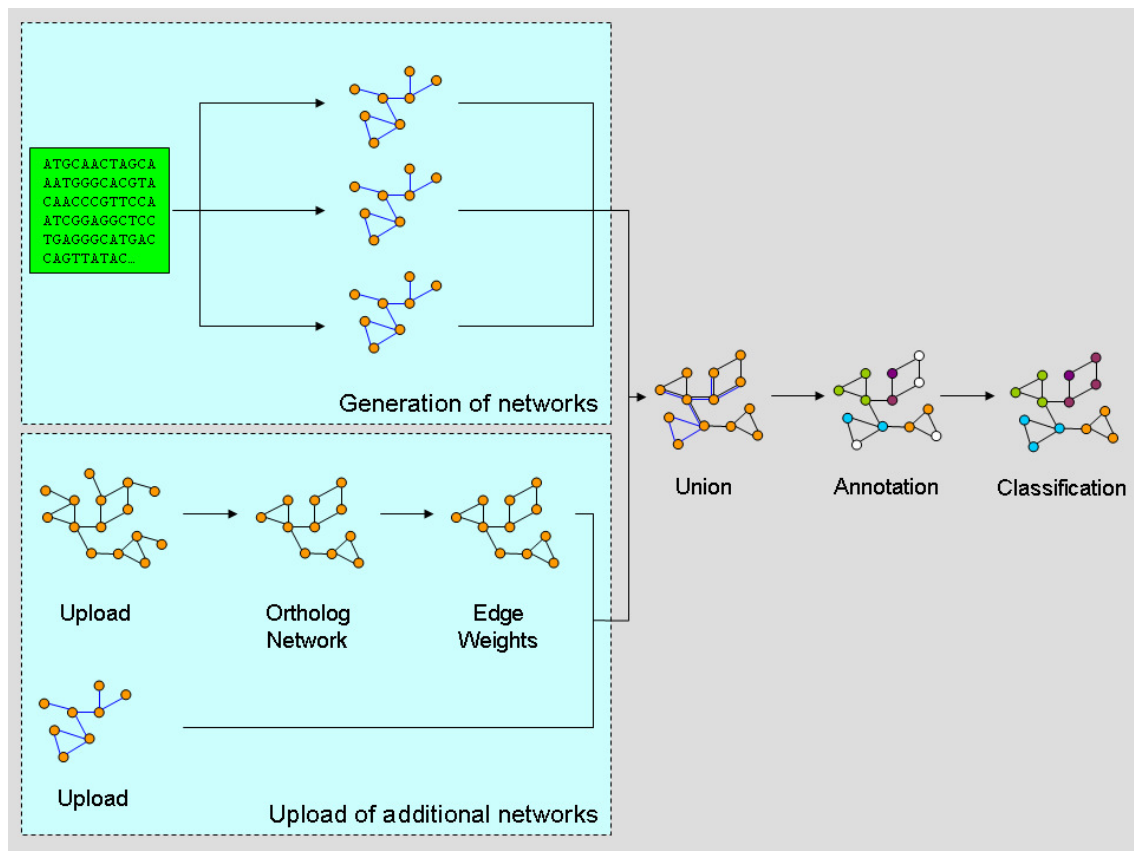 ATGCAACTAGCA
AATGGGCACGTA
CAACCCGTTCCA
ATCGGAGGCTCC
TGAGGGCATGAC
CAGTTATAC...
Generation of networks
Union
Annotation
Classification
Upload
Ortholog
Network
Edge
Weights
Upload
Upload of additional networks